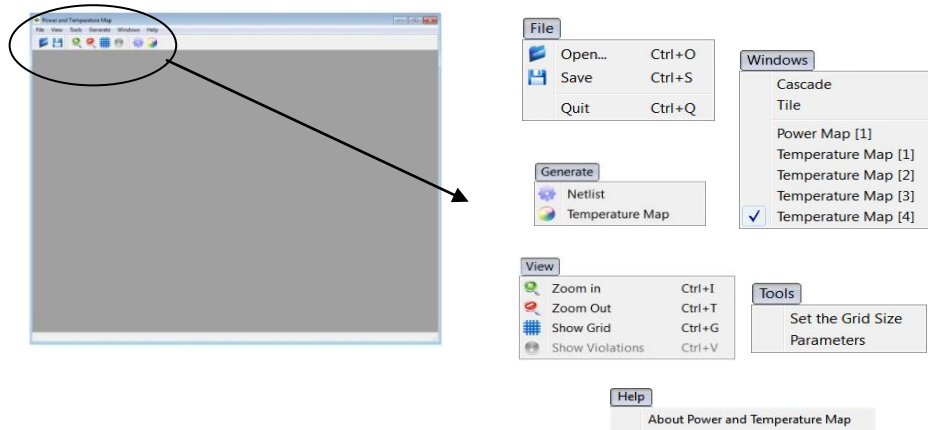 Power and Temperature Map
File View Tools Generate Windows Help
File
Open... Ctrl+O
Save Ctrl+S
Quit Ctrl+Q
Windows
Cascade
Tile
Power Map [1]
Temperature Map [1]
Temperature Map [2]
Temperature Map [3]
Temperature Map [4]
Generate
Netlist
Temperature Map
View
Zoom in Ctrl+I
Zoom Out Ctrl+T
Show Grid Ctrl+G
Show Violations Ctrl+V
Tools
Set the Grid Size
Parameters
Help
About Power and Temperature Map